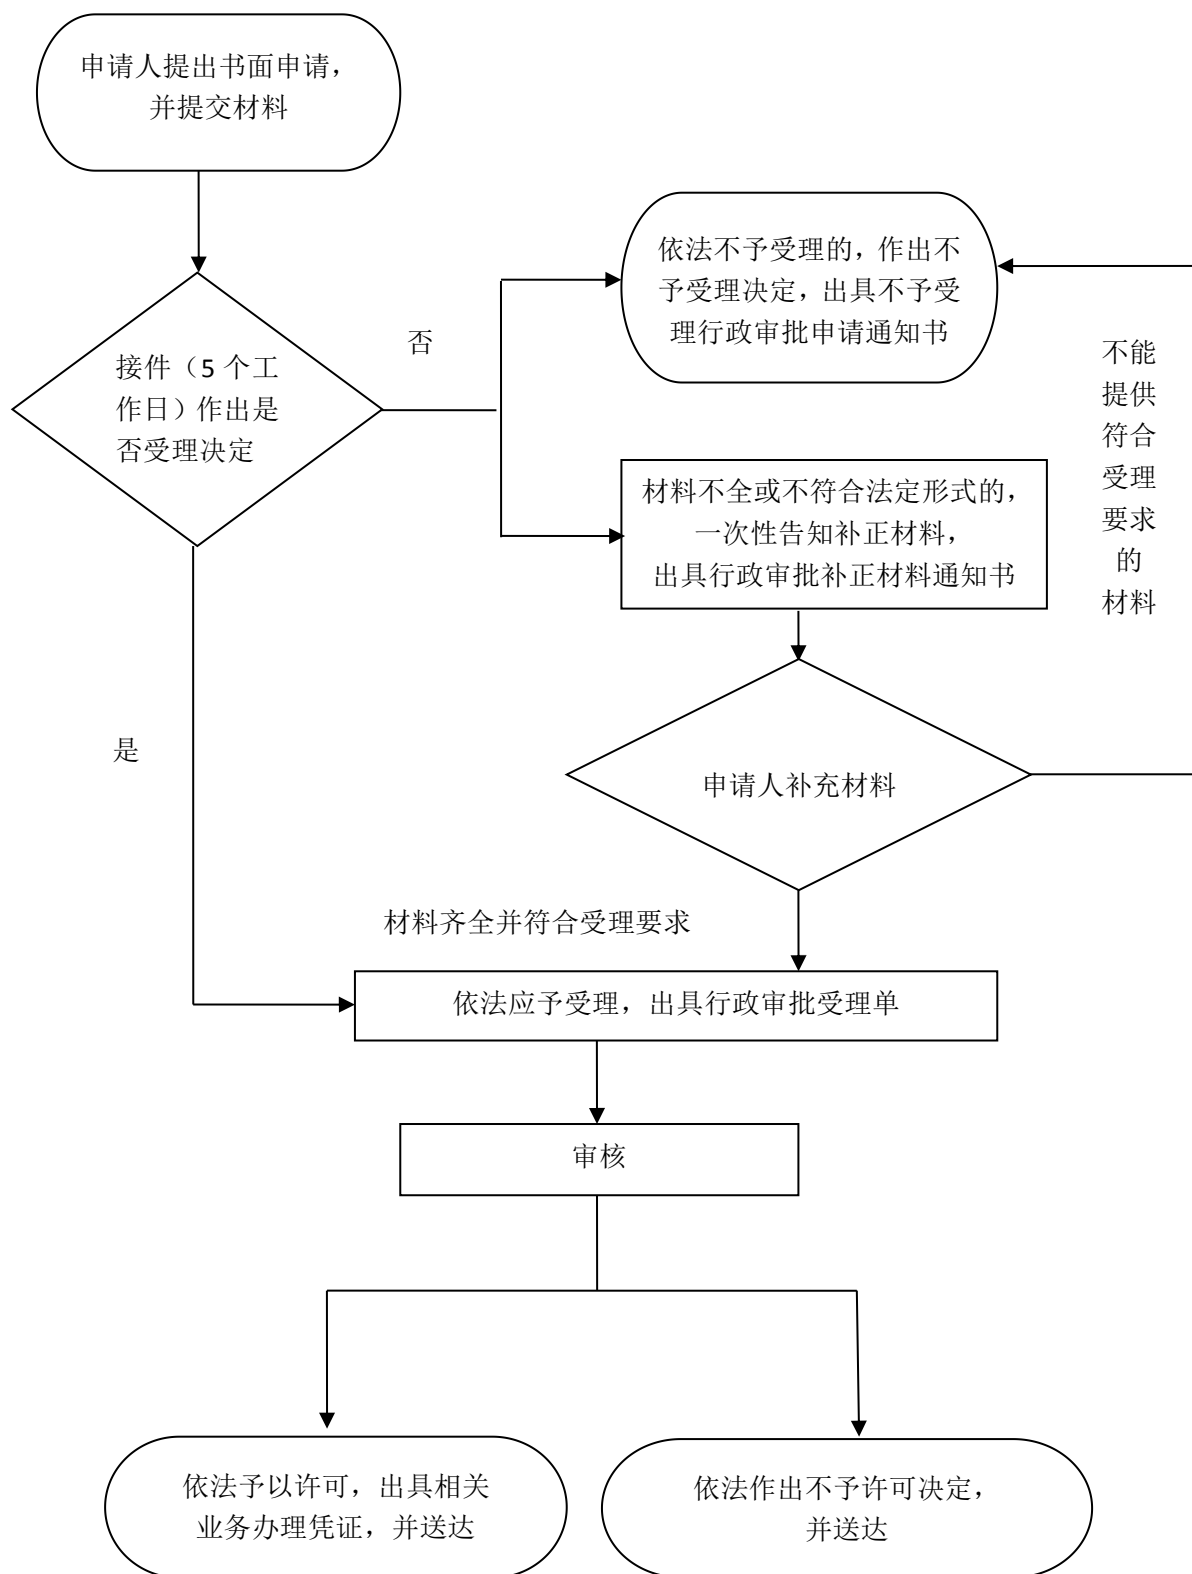 申请人提出书面申请，
并提交材料
依法不予受理的，作出不
予受理决定，出具不予受
理行政审批申请通知书
否
接件（5 个工
作日）作出是
否受理决定
不能
提供
符合
受理
要求
的
材料
材料不全或不符合法定形式的，
一次性告知补正材料，
出具行政审批补正材料通知书
是
申请人补充材料
材料齐全并符合受理要求
依法应予受理，出具行政审批受理单
审核
依法予以许可，出具相关
业务办理凭证，并送达
依法作出不予许可决定，
并送达